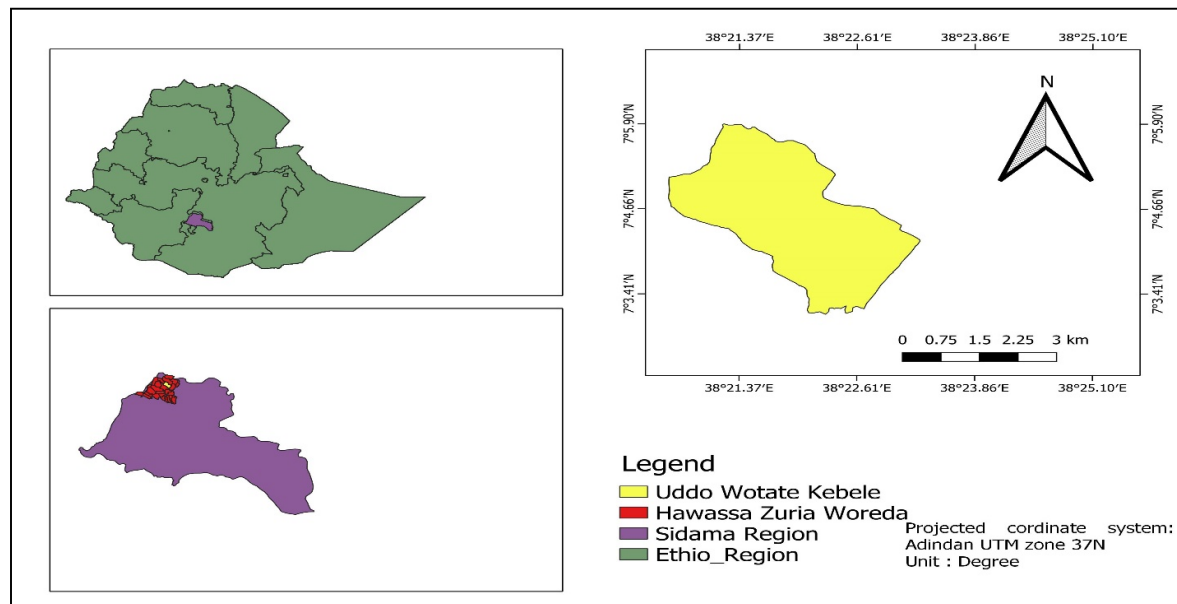 38°21.37′E 38°22.61′E 38°23.86′E 38°25.10′E
N
7°5.90′N 7°5.90′N
7°4.66′N 7°4.66′N
7°3.41′N 7°3.41′N
0 0.75 1.5 2.25 3 km
38°21.37′E 38°22.61′E 38°23.86′E 38°25.10′E
Legend
Uddo Wotate Kebele
Hawassa Zuria Woreda
Sidama Region
Ethio_Region
Projected cordinate system:
Adindan UTM zone 37N
Unit : Degree